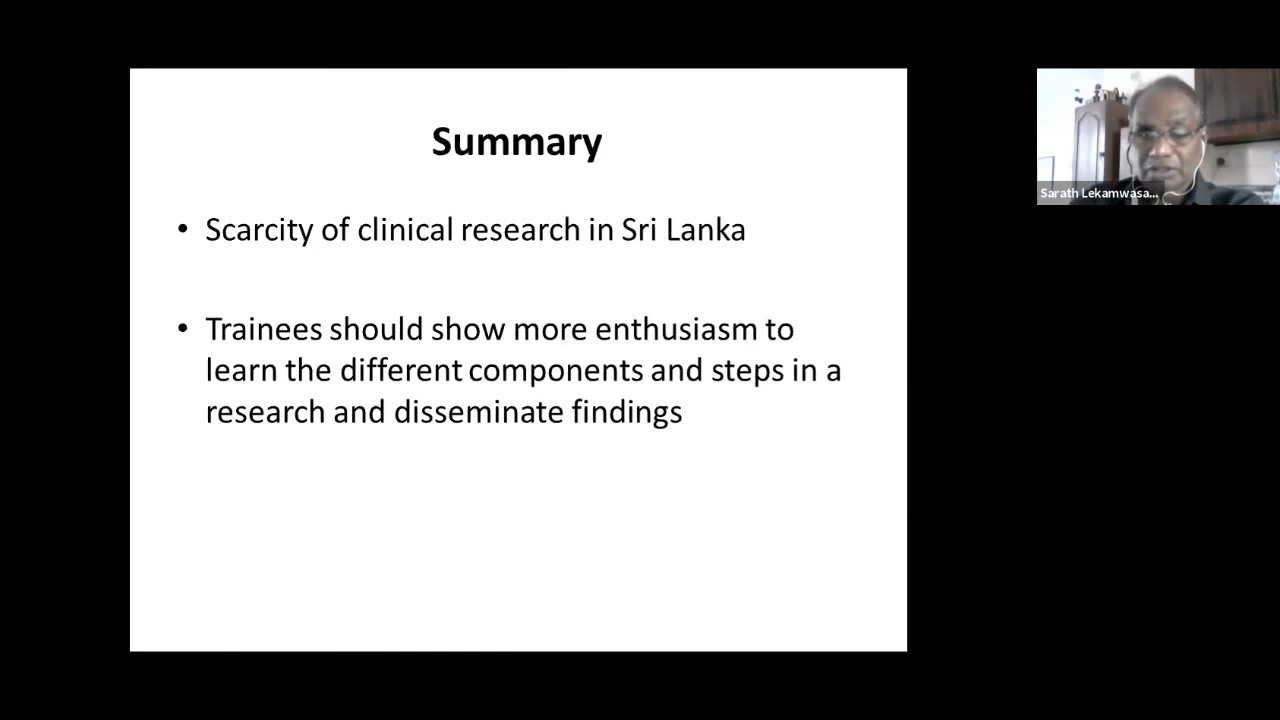 Summary
• Scarcity of clinical research in Sri Lanka
• Trainees should show more enthusiasm to
learn the different components and steps in a
research and disseminate findings
Sarath Lekamwasa...